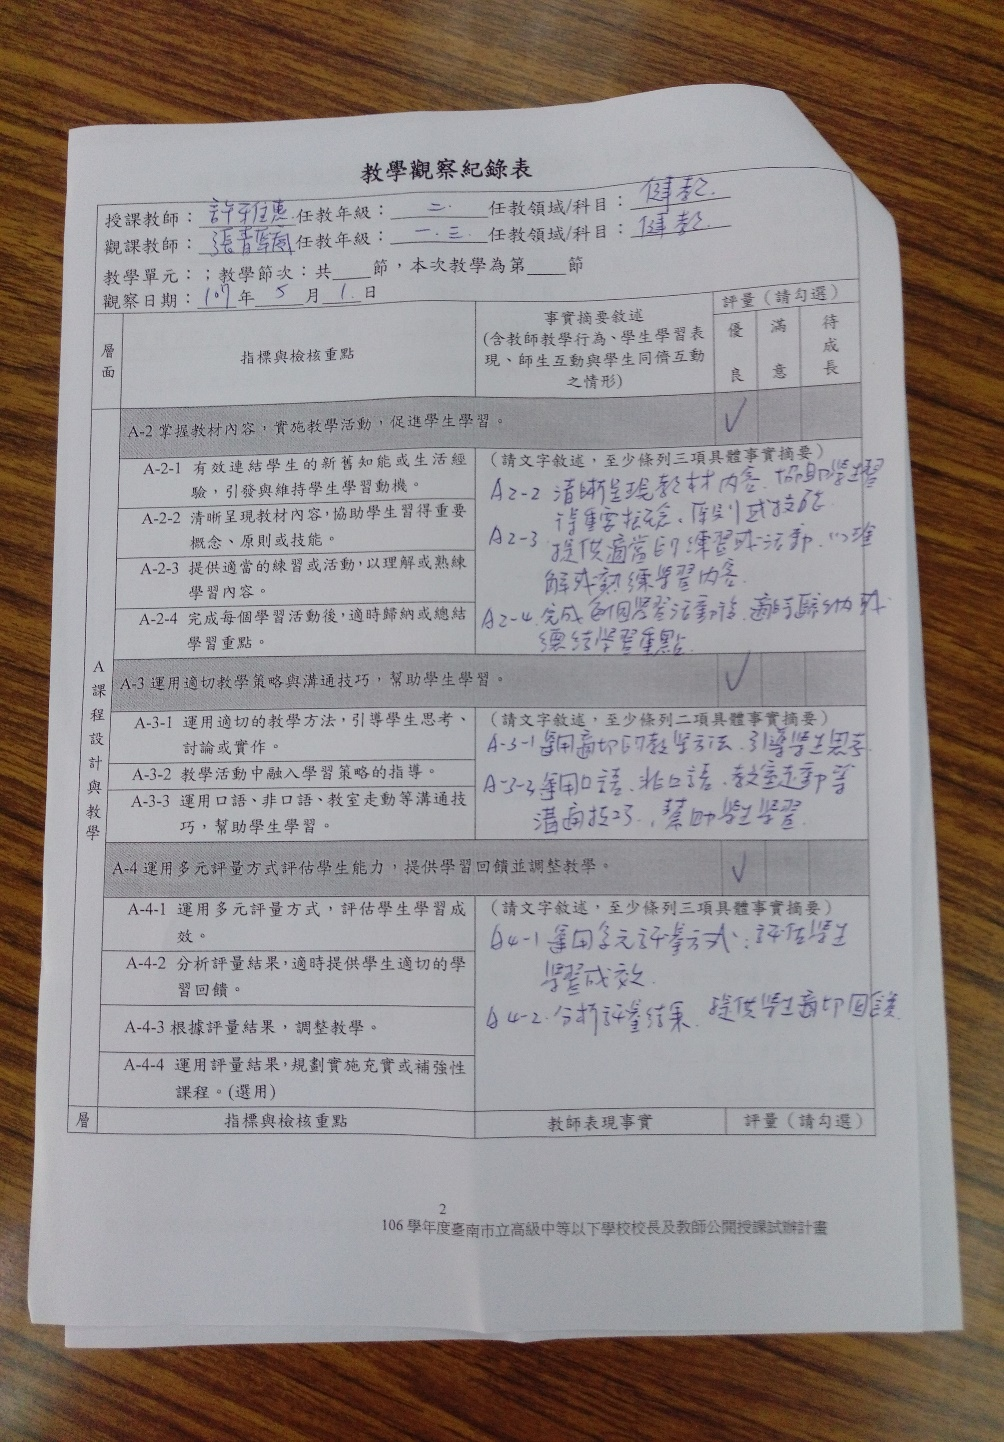 教學觀察紀錄表
授課教師：許雅惠 任教年級：二. 任教領域/科目：健教.
觀課教師： 任教年級：一.三. 任教領域/科目：健教.
教學單元：；教學節次：共____節，本次教學為第____節
觀察日期：107年5月1.日
層面
指標與檢核重點
事實摘要敘述
(含教師教學行為、學生學習表
現、師生互動與學生同儕互動
之情形)
評量（請勾選）
優良
滿意
待成長
A 課程設計與教學
A-2 掌握教材內容，實施教學活動，促進學生學習。
✓
A-2-1 有效連結學生的新舊知能或生活經
驗，引發與維持學生學習動機。
A-2-2 清晰呈現教材內容，協助學生習得重要
概念、原則或技能。
A-2-3 提供適當的練習或活動，以理解或熟練
學習內容。
A-2-4 完成每個學習活動後，適時歸納或總結
學習重點。
(請文字敘述，至少條列三項具體事實摘要)
A2-2 清晰呈現教材內容、協助學生習
得重要概念、原則或技能
A2-3 提供適當的練習或活動、以理
解或熟練學習內容.
A2-4.完成每個學習活動後、適時歸納或
總結學習重點.
A-3 運用適切教學策略與溝通技巧，幫助學生學習。
✓
A-3-1 運用適切的教學方法，引導學生思考、
討論或實作。
A-3-2 教學活動中融入學習策略的指導。
A-3-3 運用口語、非口語、教室走動等溝通技
巧，幫助學生學習。
(請文字敘述，至少條列二項具體事實摘要)
A-3-1運用適切的教學方法、引導學生思考.
A-3-3運用口語、非口語、教室走動等
溝通技巧.，幫助學生學習.
A-4 運用多元評量方式評估學生能力，提供學習回饋並調整教學。
✓
A-4-1 運用多元評量方式，評估學生學習成
效。
A-4-2 分析評量結果，適時提供學生適切的學
習回饋。
A-4-3 根據評量結果，調整教學。
A-4-4 運用評量結果，規劃實施充實或補強性
課程。(選用)
(請文字敘述，至少條列三項具體事實摘要)
A4-1運用多元評量方式；評估學生
學習成效.
A4-2.分析評量結果、提供學生適切回饋.
層
指標與檢核重點
教師表現事實
評量（請勾選）
2
106 學年度臺南市立高級中等以下學校校長及教師公開授課試辦計畫